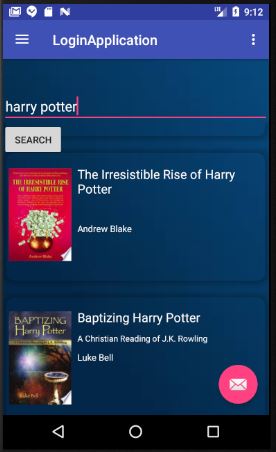 9:12
LoginApplication
harry potter
SEARCH
THE IRRESISTIBLE RISE OF HARRY POTTER
Andrew Blake
The Irresistible Rise of Harry
Potter
Andrew Blake
BAPTIZING
Harry Potter
Luke Bell
Baptizing Harry Potter
A Christian Reading of J.K. Rowling
Luke Bell